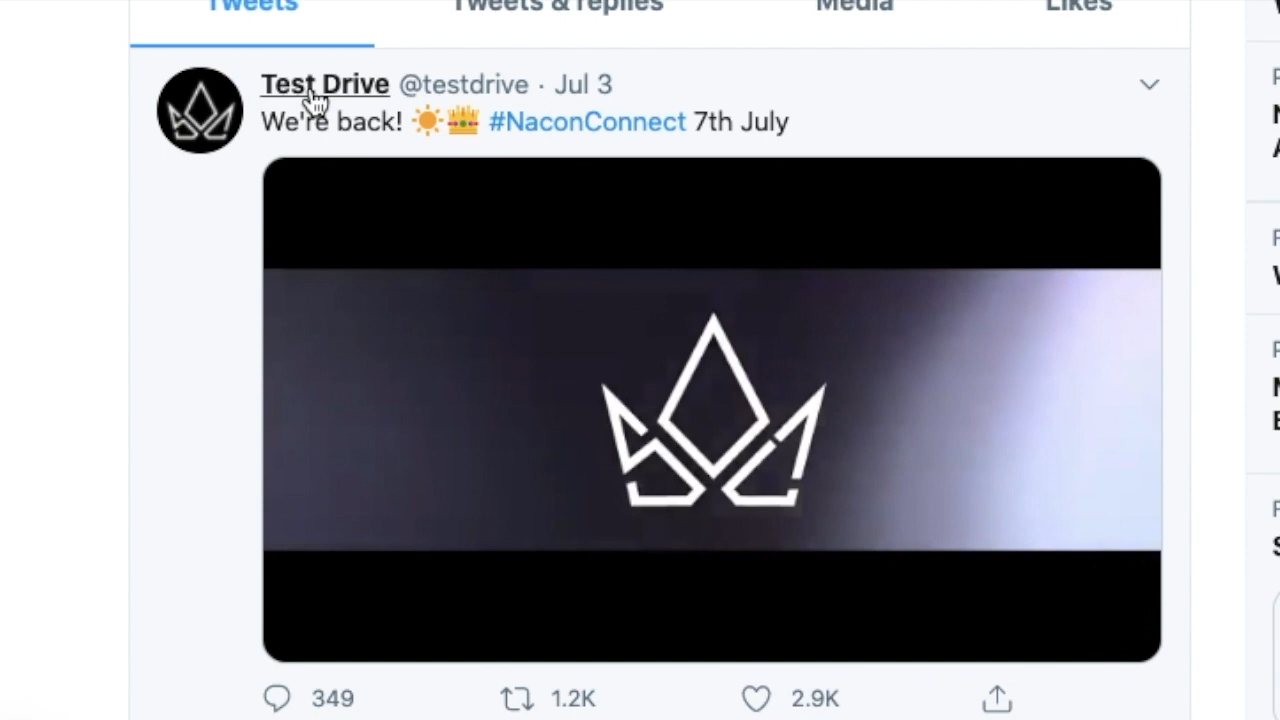 Tweets Tweets & replies Media Likes
Test Drive @testdrive · Jul 3
We're back! ☀️👑 #NaconConnect 7th July
349 1.2K 2.9K